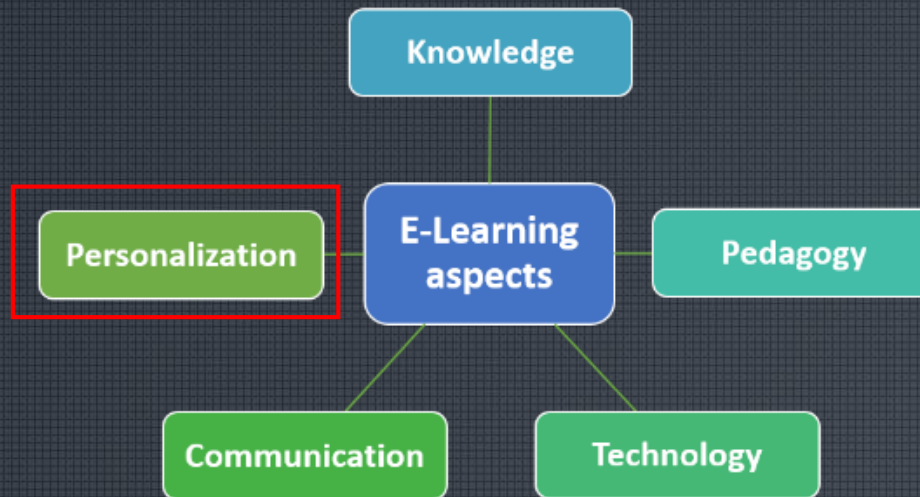 Knowledge
Personalization
E-Learning
aspects
Pedagogy
Communication
Technology